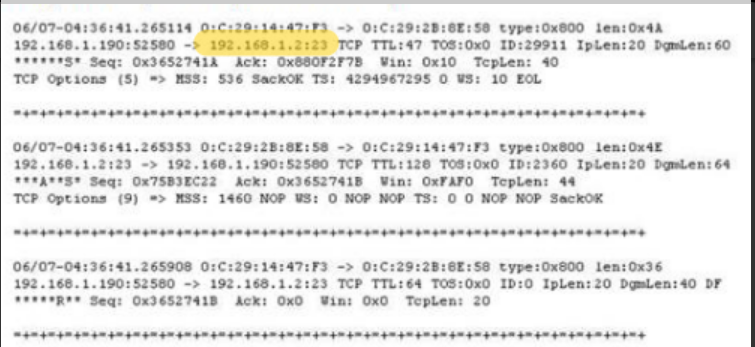 06/07-04:36:41.265114 0:C:29:14:47:F3 -> 0:C:29:2B:8E:58 type:0x800 len:0x4A
192.168.1.190:52580 -> 192.168.1.2:23 TCP TTL:47 TOS:0x0 ID:29911 IpLen:20 DgmLen:60
******S* Seq: 0x3652741A Ack: 0x880F2F7B Win: 0x10 TcpLen: 40
TCP Options (5) => MSS: 536 SackOK TS: 4294967295 0 WS: 10 EOL
=+=+=+=+=+=+=+=+=+=+=+=+=+=+=+=+=+=+=+=+=+=+=+=+=+=+=+=+=+=+=+=+=+=+=+=+=+
06/07-04:36:41.265353 0:C:29:2B:8E:58 -> 0:C:29:14:47:F3 type:0x800 len:0x4E
192.168.1.2:23 -> 192.168.1.190:52580 TCP TTL:128 TOS:0x0 ID:2360 IpLen:20 DgmLen:64
***A**S* Seq: 0x75B3EC22 Ack: 0x3652741B Win: 0xFAF0 TcpLen: 44
TCP Options (9) => MSS: 1460 NOP WS: 0 NOP NOP TS: 0 0 NOP NOP SackOK
=+=+=+=+=+=+=+=+=+=+=+=+=+=+=+=+=+=+=+=+=+=+=+=+=+=+=+=+=+=+=+=+=+=+=+=+=+
06/07-04:36:41.265908 0:C:29:14:47:F3 -> 0:C:29:2B:8E:58 type:0x800 len:0x36
192.168.1.190:52580 -> 192.168.1.2:23 TCP TTL:64 TOS:0x0 ID:0 IpLen:20 DgmLen:40 DF
*****R** Seq: 0x3652741B Ack: 0x0 Win: 0x0 TcpLen: 20
=+=+=+=+=+=+=+=+=+=+=+=+=+=+=+=+=+=+=+=+=+=+=+=+=+=+=+=+=+=+=+=+=+=+=+=+=+